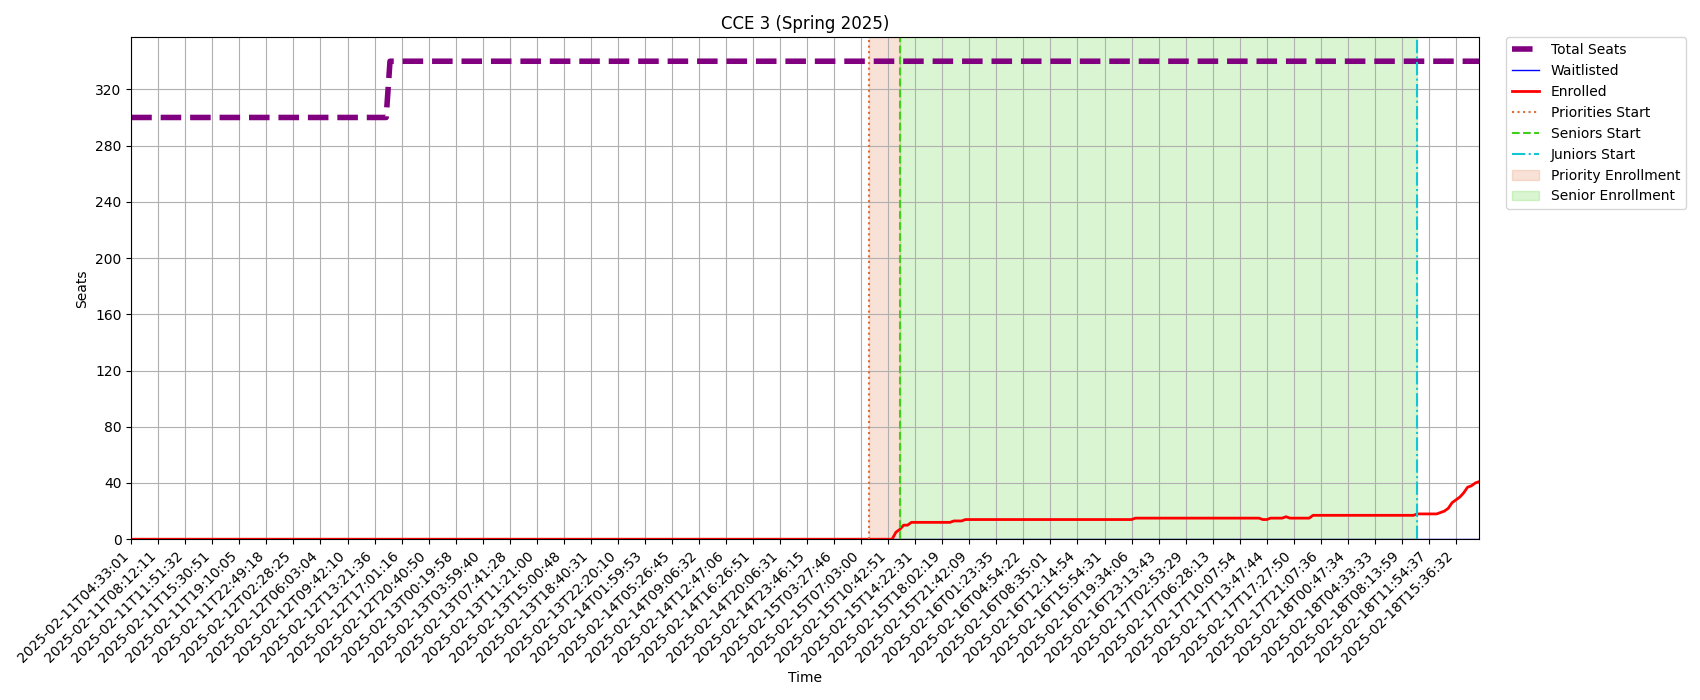 CCE 3 (Spring 2025)
Total Seats
Waitlisted
Enrolled
Priorities Start
Seniors Start
Juniors Start
Priority Enrollment
Senior Enrollment
Seats
320
280
240
200
160
120
80
40
0
2025-02-11T04:33:01
2025-02-11T08:12:11
2025-02-11T11:51:32
2025-02-11T15:30:51
2025-02-11T19:10:05
2025-02-11T22:49:18
2025-02-12T02:28:25
2025-02-12T06:03:04
2025-02-12T09:42:10
2025-02-12T13:21:36
2025-02-12T17:01:16
2025-02-12T20:40:50
2025-02-13T00:19:58
2025-02-13T03:59:40
2025-02-13T07:41:28
2025-02-13T11:21:00
2025-02-13T15:00:48
2025-02-13T18:40:31
2025-02-13T22:20:10
2025-02-14T01:59:53
2025-02-14T05:26:45
2025-02-14T09:06:32
2025-02-14T12:47:06
2025-02-14T16:26:51
2025-02-14T20:06:31
2025-02-14T23:46:15
2025-02-15T03:27:46
2025-02-15T07:03:00
2025-02-15T10:42:51
2025-02-15T14:22:31
2025-02-15T18:02:19
2025-02-15T21:42:09
2025-02-16T01:23:35
2025-02-16T04:54:22
2025-02-16T08:35:01
2025-02-16T12:14:54
2025-02-16T15:54:31
2025-02-16T19:34:06
2025-02-16T23:13:43
2025-02-17T02:53:29
2025-02-17T06:28:13
2025-02-17T10:07:54
2025-02-17T13:47:44
2025-02-17T17:27:50
2025-02-17T21:07:36
2025-02-18T00:47:34
2025-02-18T04:33:33
2025-02-18T08:13:59
2025-02-18T11:54:37
2025-02-18T15:36:32
Time